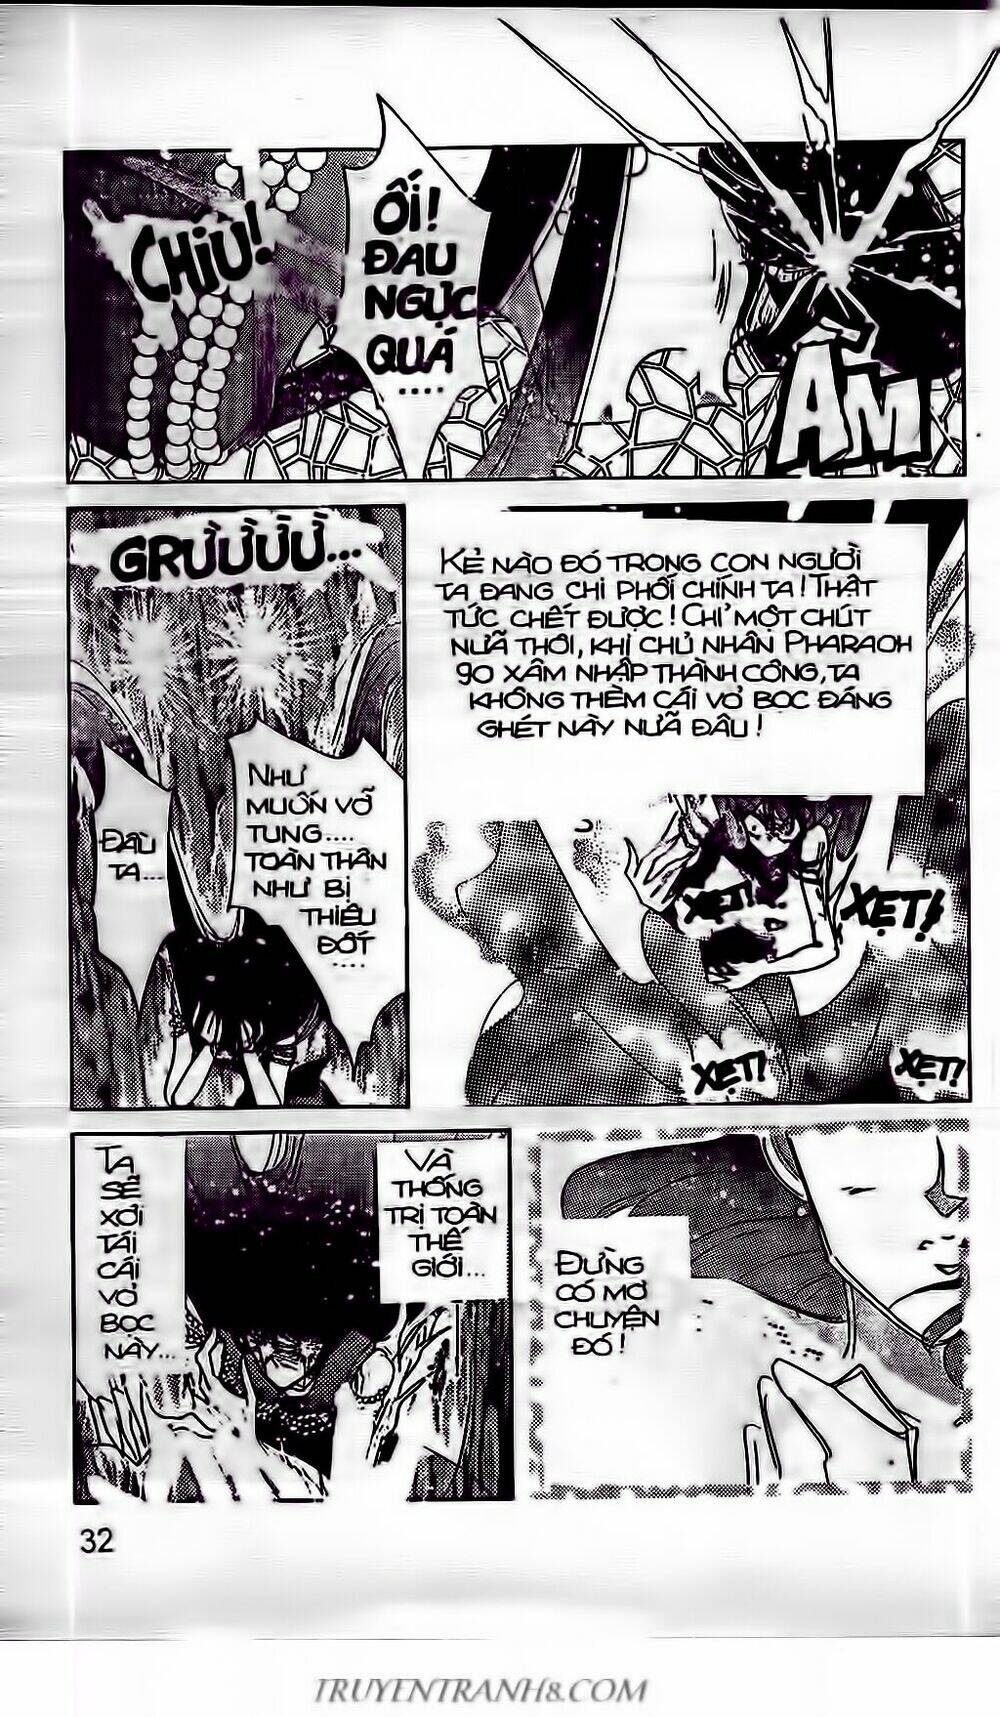 CHÍU!
ỐI!
ĐAU
NGỰC
QUÁ
....
ẦM
GRỪỪỪỪ...
KẺ NÀO ĐÓ TRONG CON NGƯỜI
TA ĐANG CHI PHỐI CHÍNH TA! THẬT
TỨC CHẾT ĐƯỢC! CHỈ MỘT CHÚT
NỮA THÔI, KHI CHỦ NHÂN PHARAOH
90 XÂM NHẬP THÀNH CÔNG, TA
KHÔNG THÈM CÁI VỎ BỌC ĐÁNG
GHÉT NÀY NỮA ĐÂU!
ĐẦU
TA...
NHƯ
MUỐN VỠ
TUNG....
TOÀN THÂN
NHƯ BỊ
THIÊU
ĐỐT
....
XẸT!
XẸT!
XẸT!
XẸT!
TA
SẼ
XƠI
TÁI
CÁI
VỎ
BỌC
NÀY...
VÀ
THỐNG
TRỊ TOÀN
THẾ
GIỚI...
ĐỪNG
CÓ MƠ
CHUYỆN
ĐÓ!
32
TRUYENTRANH8.COM